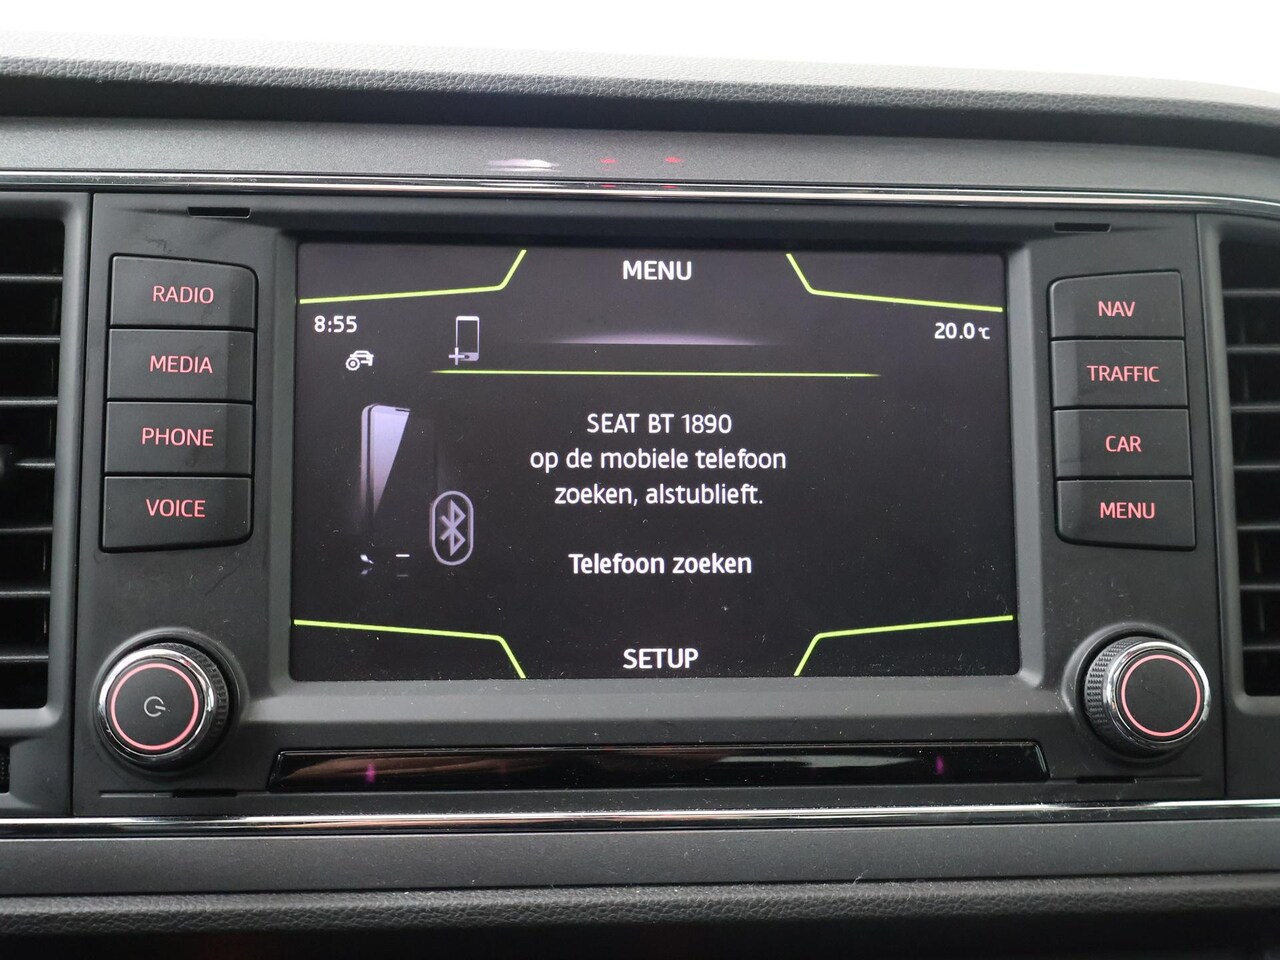 MENU
8:55
20.0°C
SEAT BT 1890
op de mobiele telefoon
zoeken, alstublieft.
Telefoon zoeken
SETUP
RADIO
MEDIA
PHONE
VOICE
NAV
TRAFFIC
CAR
MENU